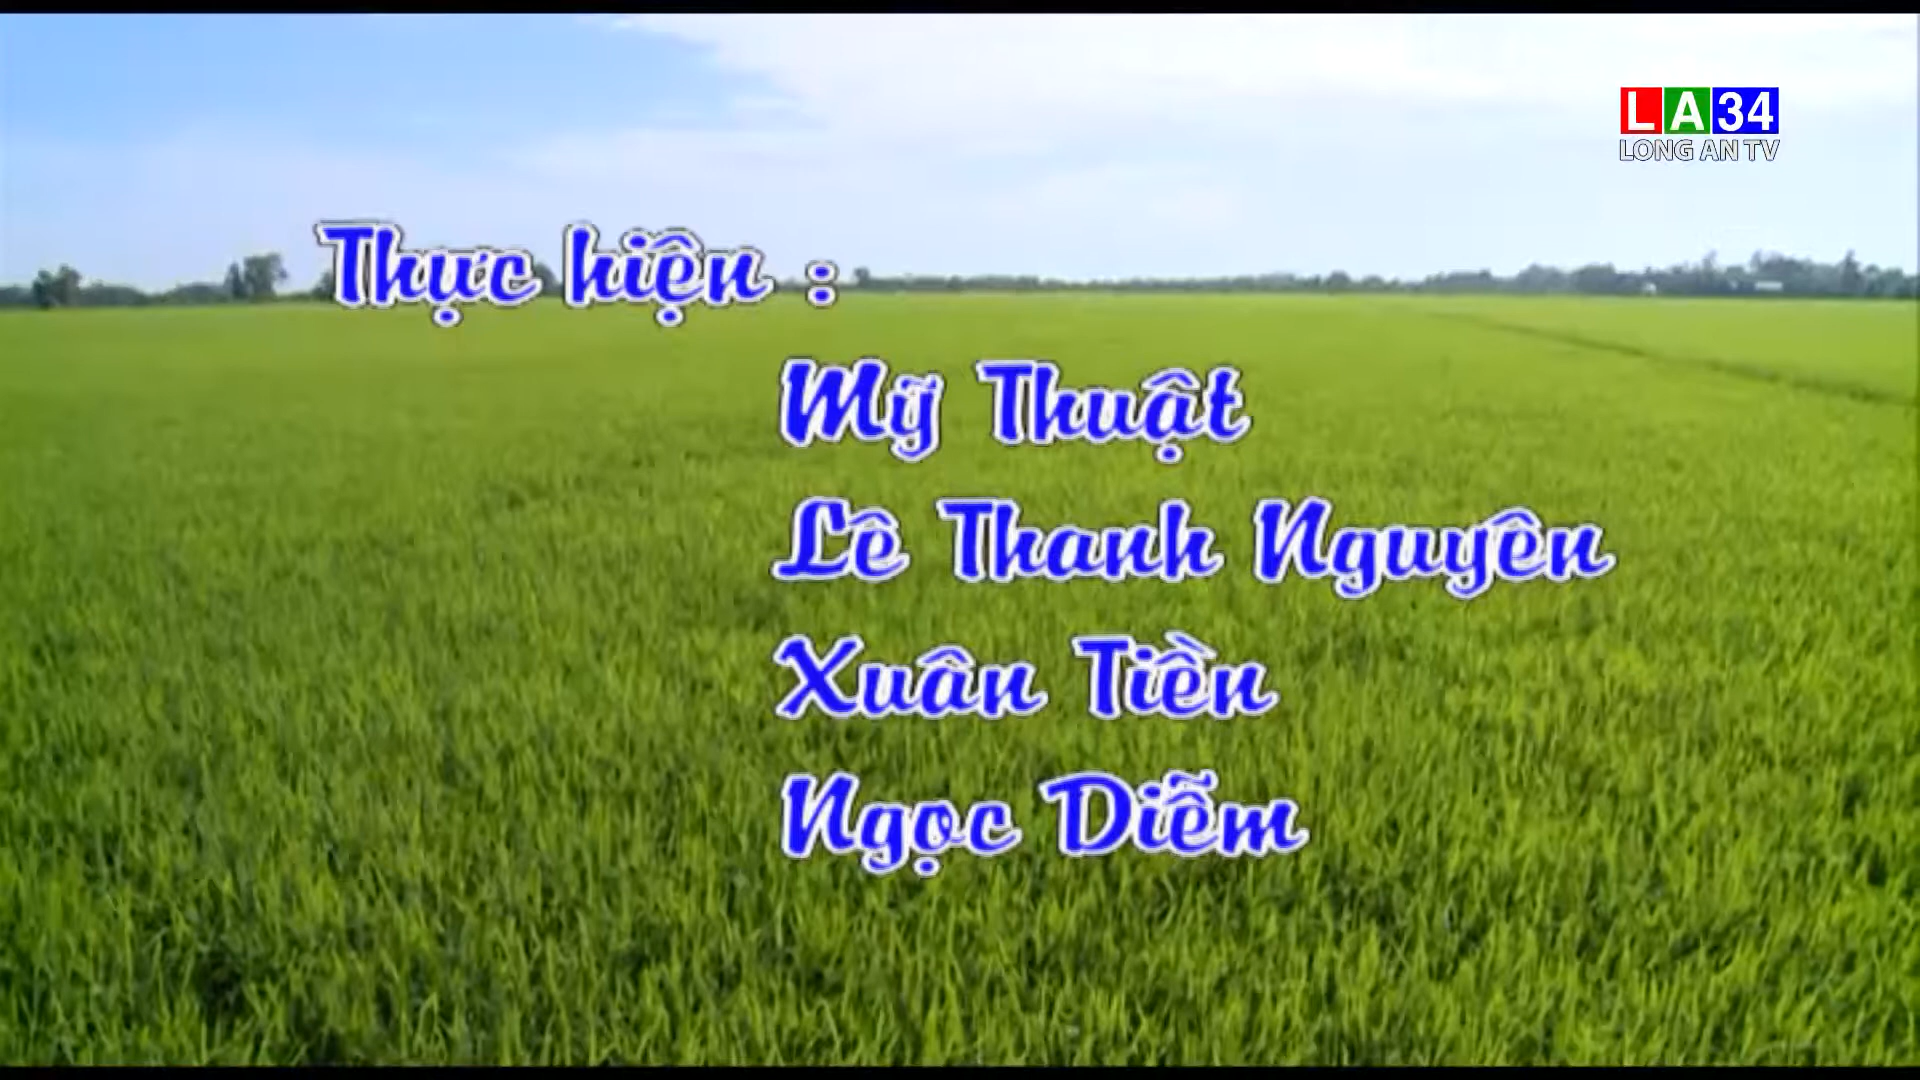 LA34
LONG AN TV
Thực hiện :
Mỹ Thuật
Lê Thanh Nguyên
Xuân Tiền
Ngọc Diễm